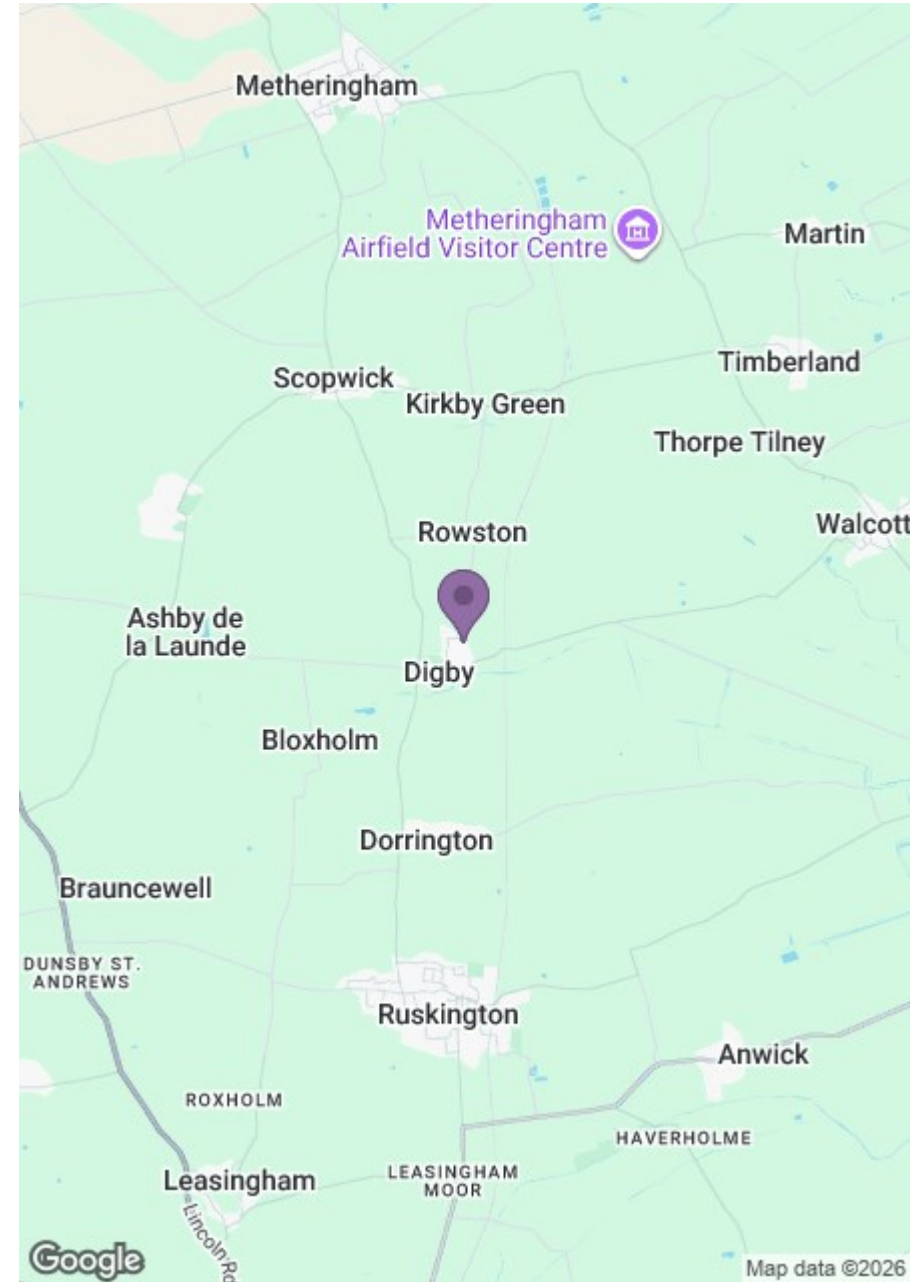 Metheringham
Metheringham
Airfield Visitor Centre
Martin
Timberland
Scopwick
Kirkby Green
Thorpe Tilney
Walcott
Rowston
Ashby de
la Launde
Digby
Bloxholm
Dorrington
Brauncewell
DUNSBY ST.
ANDREWS
Ruskington
Anwick
ROXHOLM
HAVERHOLME
Leasingham
LEASINGHAM
MOOR
Lincoln Rd
Google
Map data ©2026